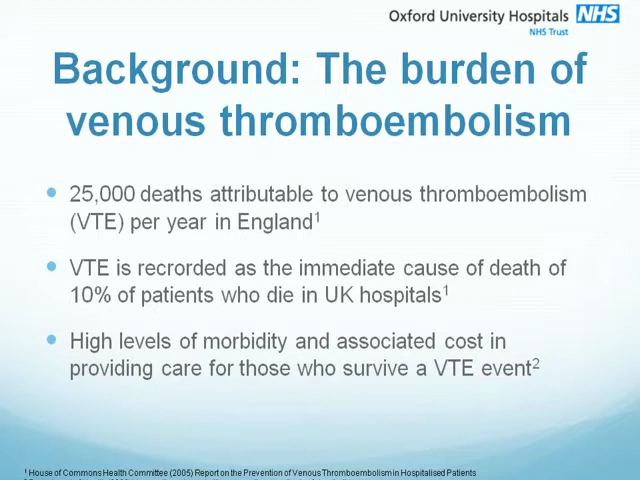 Oxford University Hospitals NHS
NHS Trust
Background: The burden of
venous thromboembolism
25,000 deaths attributable to venous thromboembolism
(VTE) per year in England1
VTE is recrorded as the immediate cause of death of
10% of patients who die in UK hospitals1
High levels of morbidity and associated cost in
providing care for those who survive a VTE event2
1 House of Commons Health Committee (2005) Report on the Prevention of Venous Thromboembolism in Hospitalised Patients